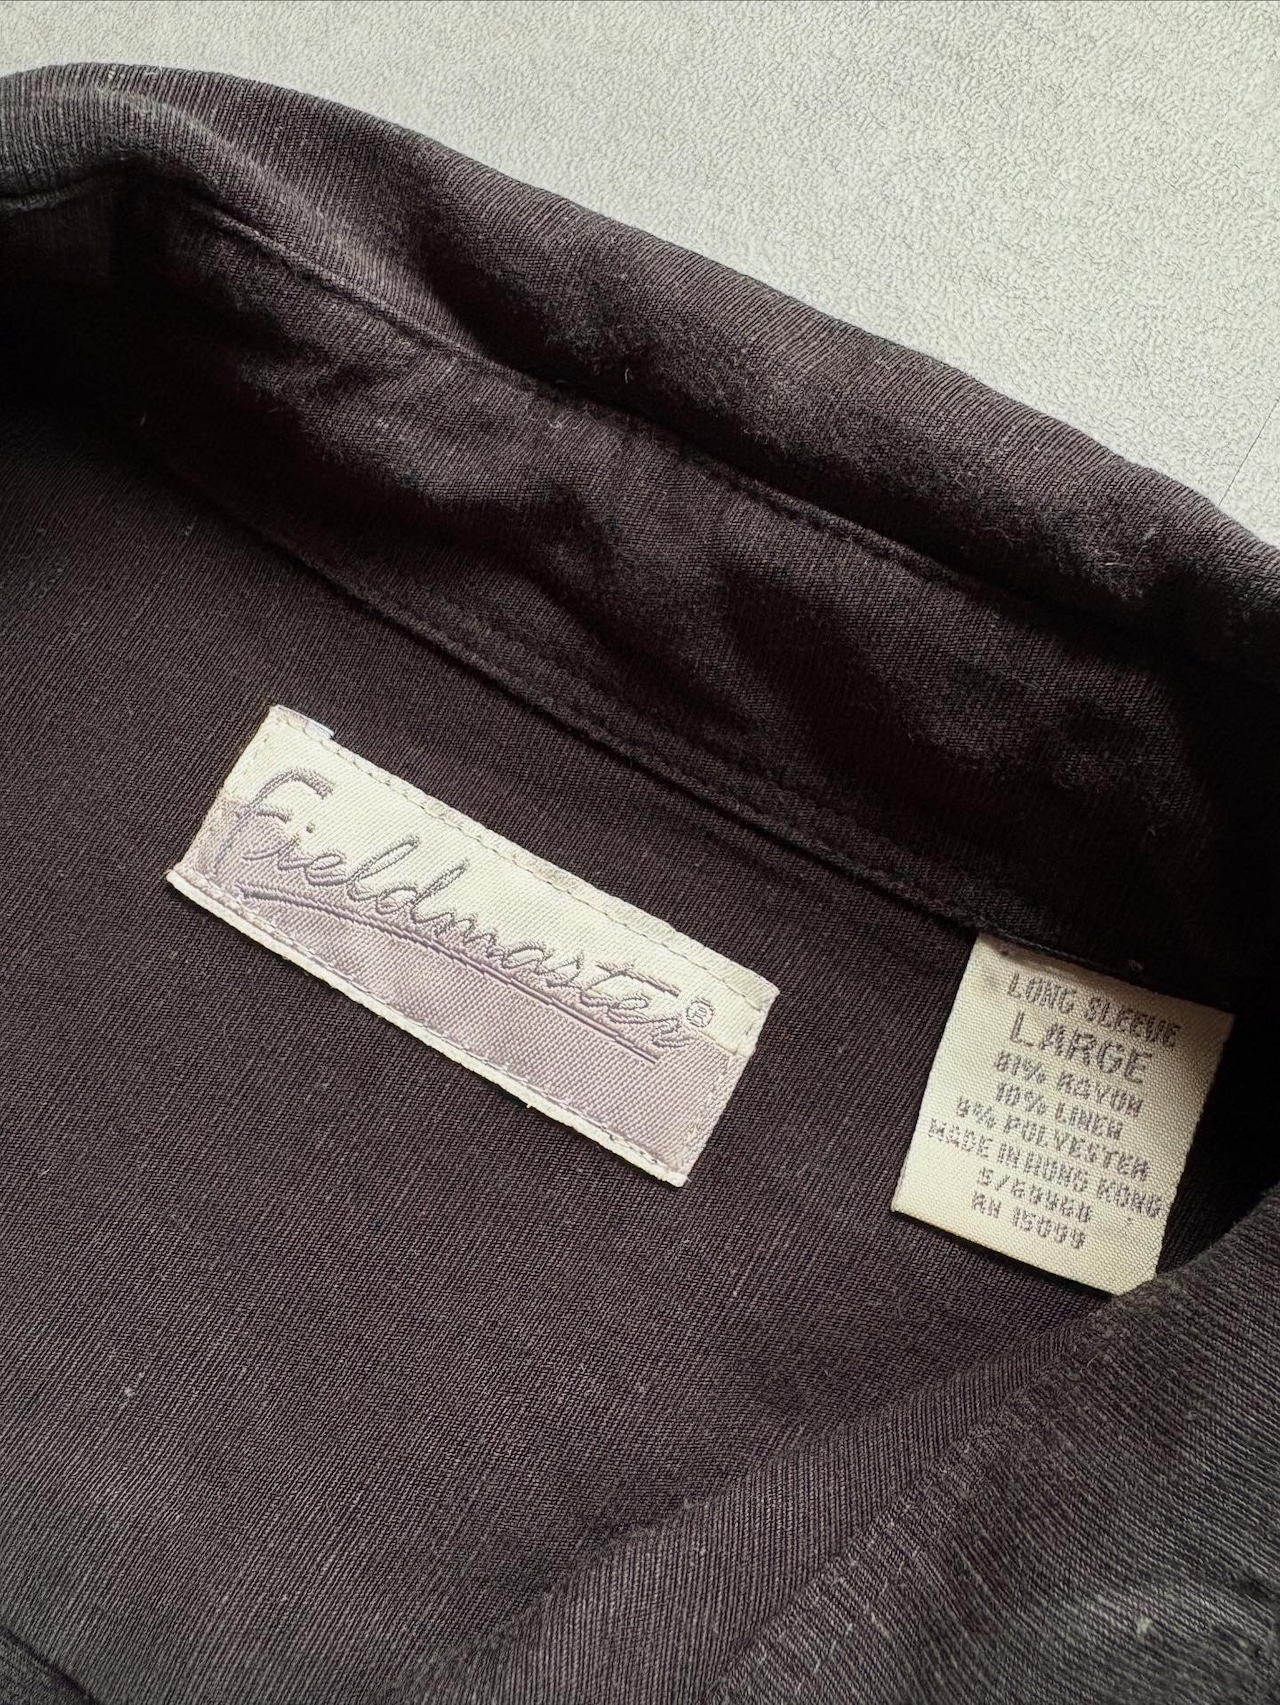 Fieldmaster®
LONG SLEEVE
LARGE
81% RAYON
10% LINEN
9% POLYESTER
MADE IN HONG KONG
RN 15099